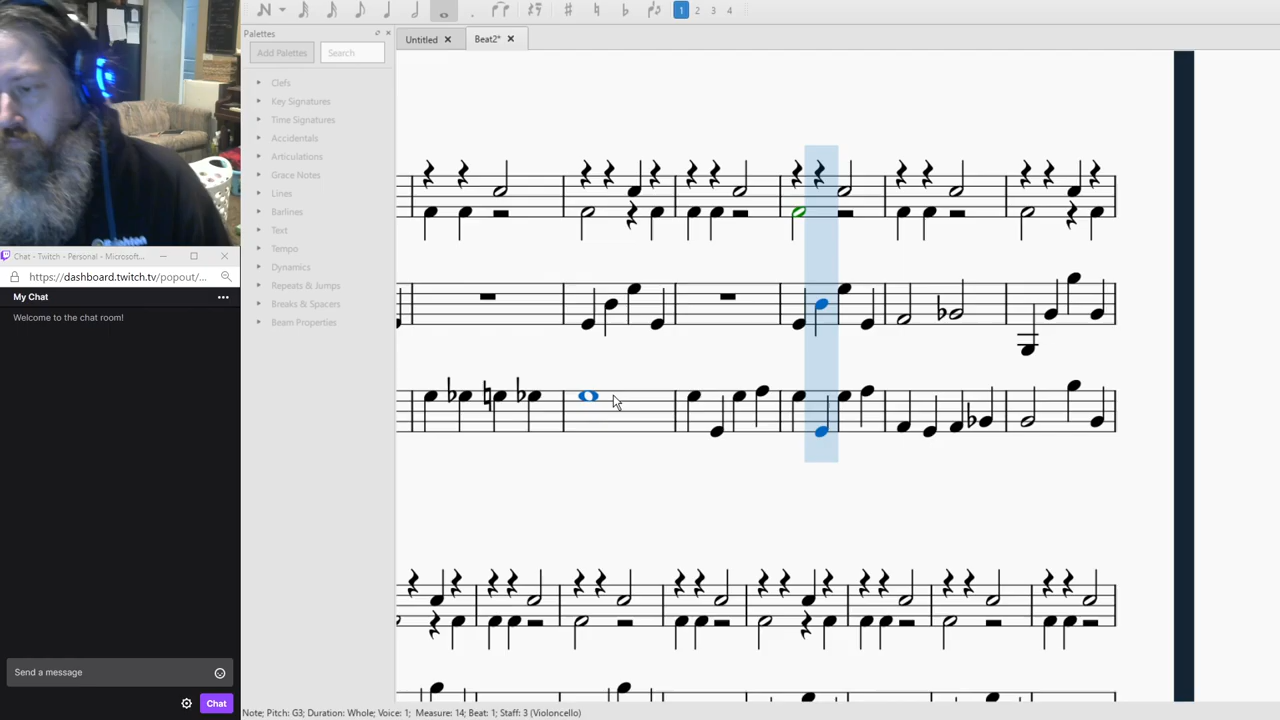 1 2 3 4
Palettes
Untitled
Beat2*
Add Palettes
Search
Clefs
Key Signatures
Time Signatures
Accidentals
Articulations
Grace Notes
Lines
Barlines
Text
Tempo
Dynamics
Repeats & Jumps
Breaks & Spacers
Beam Properties
Chat - Twitch - Personal - Microsoft...
https://dashboard.twitch.tv/popout/...
My Chat
Welcome to the chat room!
Send a message
Chat
Note; Pitch: G3; Duration: Whole; Voice: 1;  Measure: 14; Beat: 1; Staff: 3 (Violoncello)